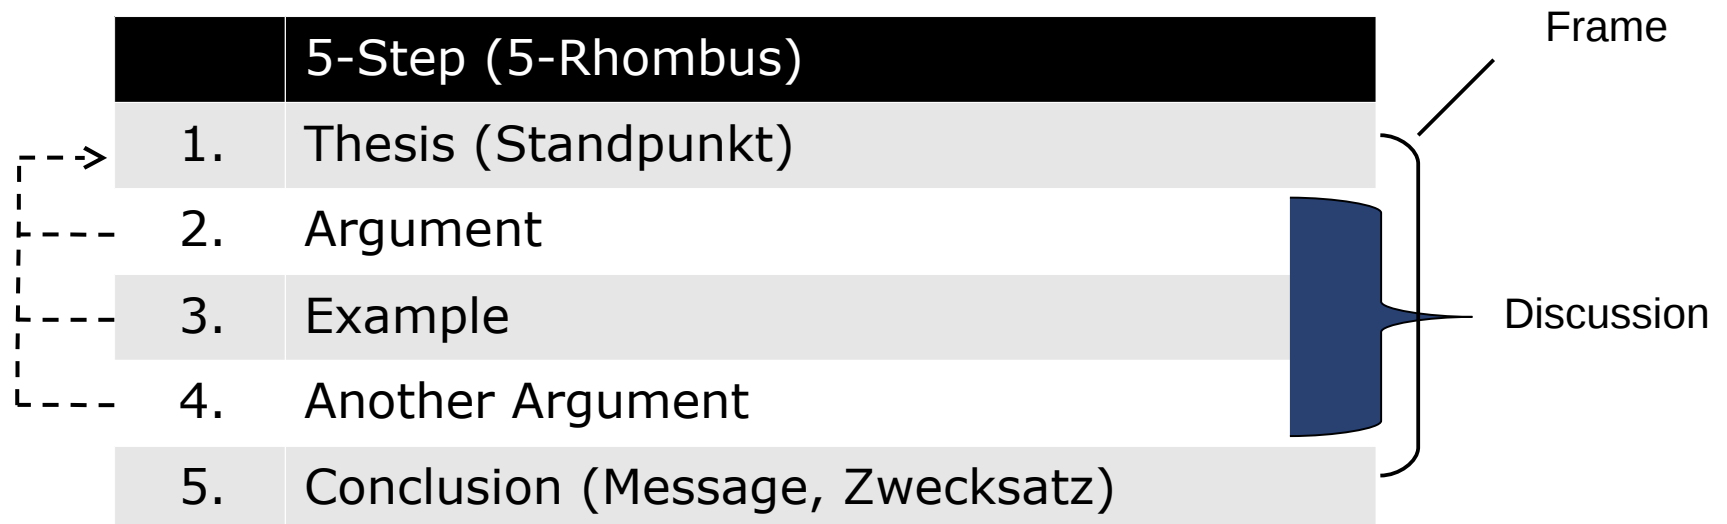 Frame
5-Step (5-Rhombus)
1. Thesis (Standpunkt)
2. Argument
3. Example
Discussion
4. Another Argument
5. Conclusion (Message, Zwecksatz)